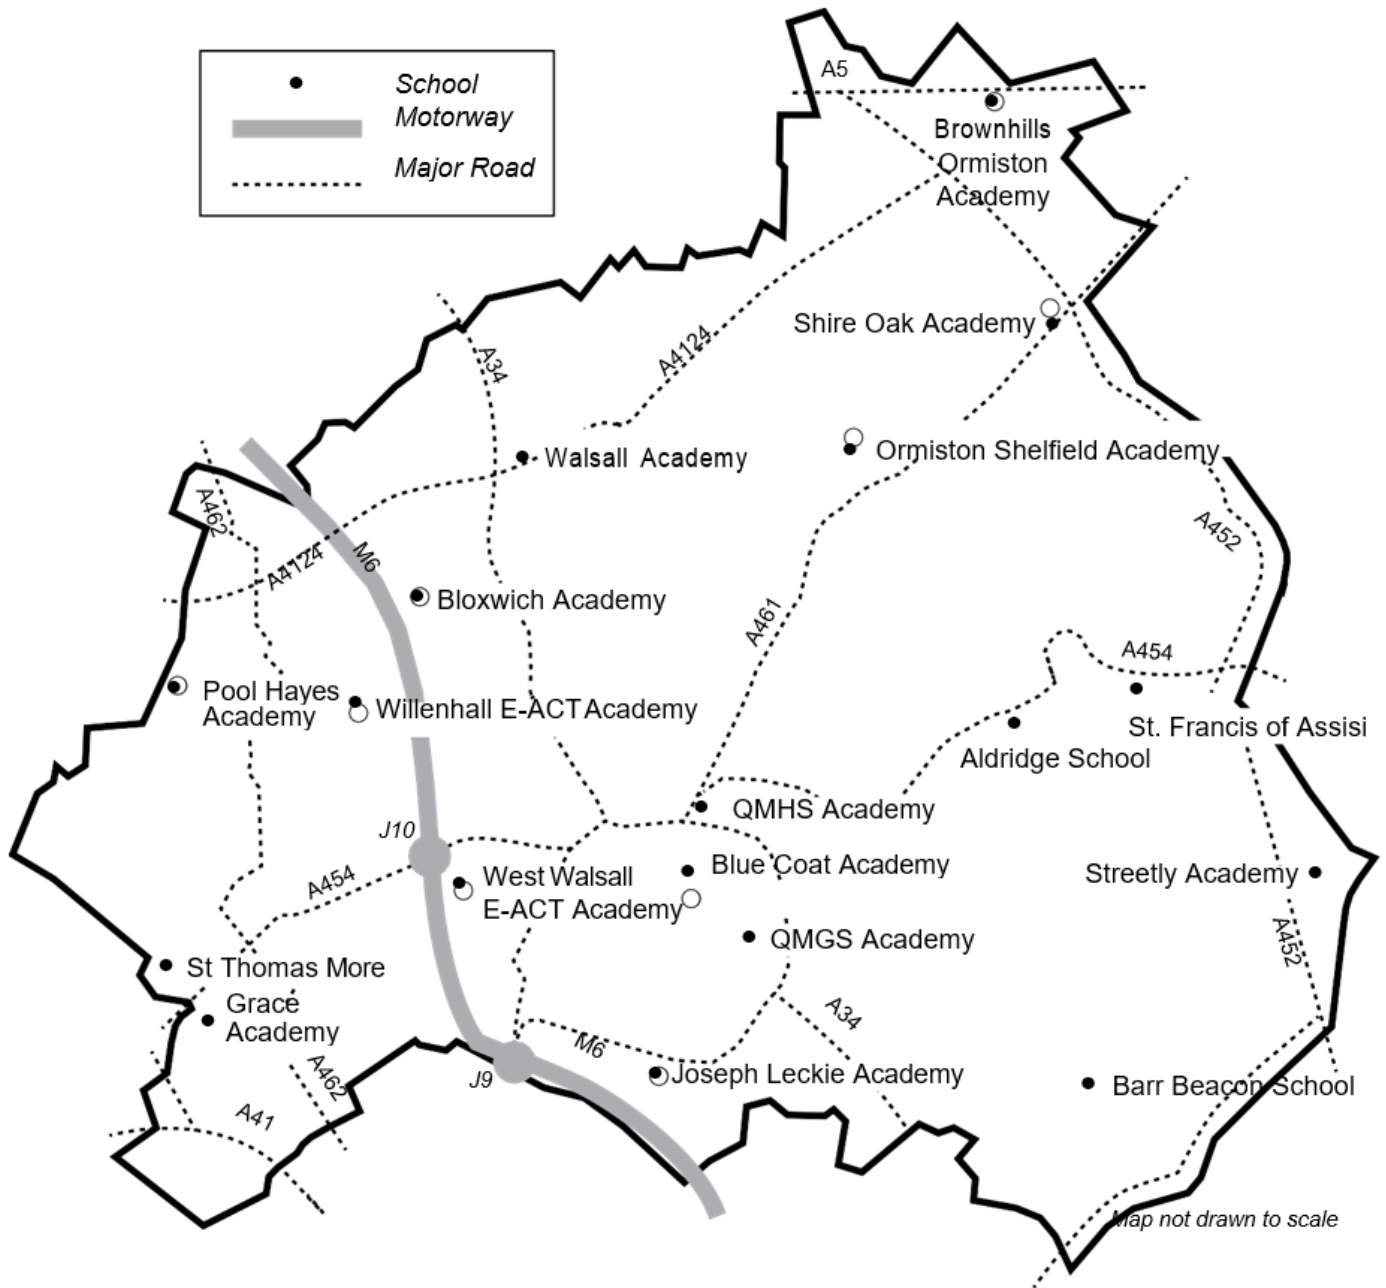 School
Motorway
Major Road
A5
Brownhills
Ormiston
Academy
Shire Oak Academy
A4124
A34
Walsall Academy
Ormiston Shelfield Academy
A462
A452
A4124
M6
Bloxwich Academy
A461
A454
Pool Hayes
Academy
Willenhall E-ACT Academy
St. Francis of Assisi
Aldridge School
QMHS Academy
J10
Blue Coat Academy
West Walsall
E-ACT Academy
A454
Streetly Academy
QMGS Academy
A452
St Thomas More
Grace
Academy
A34
M6
J9
Joseph Leckie Academy
A462
Barr Beacon School
A41
Map not drawn to scale